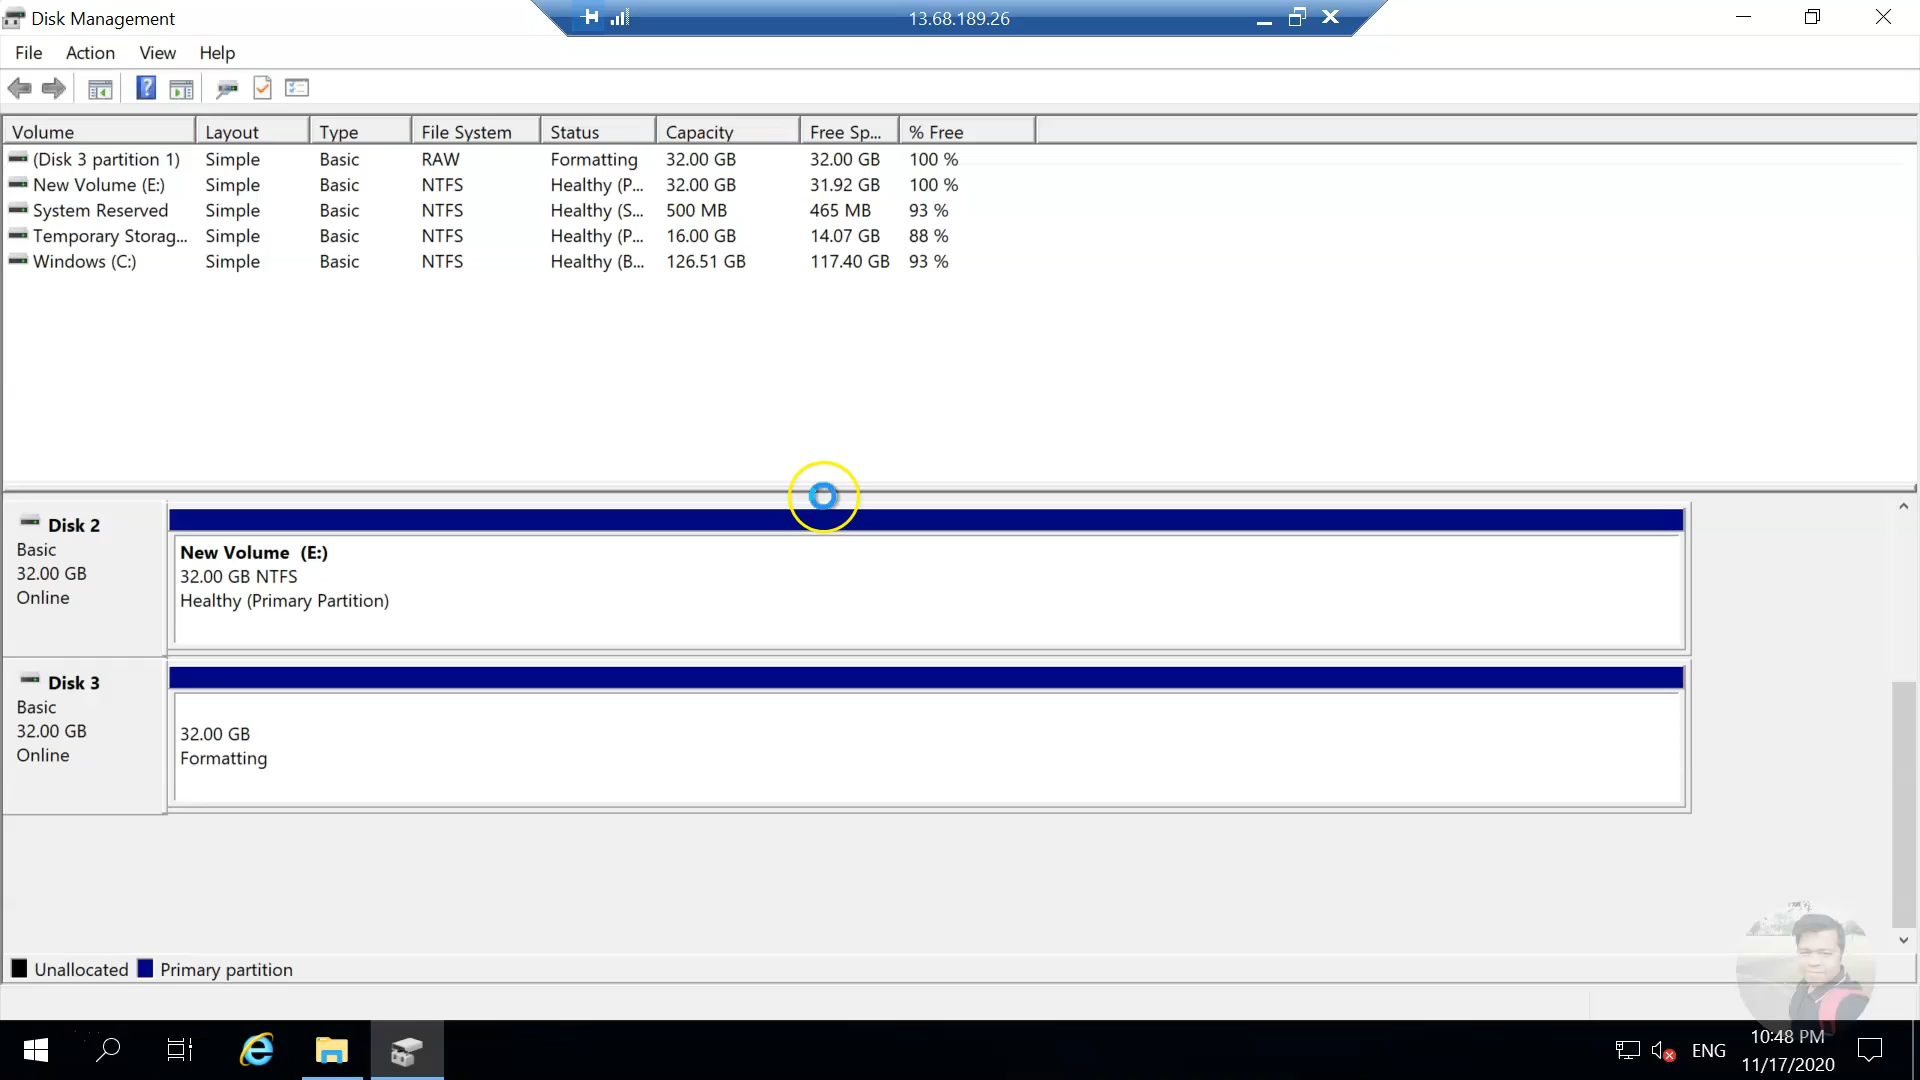 Disk Management
13.68.189.26
File Action View Help
Volume Layout Type File System Status Capacity Free Sp... % Free
(Disk 3 partition 1) Simple Basic RAW Formatting 32.00 GB 32.00 GB 100 %
New Volume (E:) Simple Basic NTFS Healthy (P... 32.00 GB 31.92 GB 100 %
System Reserved Simple Basic NTFS Healthy (S... 500 MB 465 MB 93 %
Temporary Storag... Simple Basic NTFS Healthy (P... 16.00 GB 14.07 GB 88 %
Windows (C:) Simple Basic NTFS Healthy (B... 126.51 GB 117.40 GB 93 %
Disk 2
Basic
32.00 GB
Online
New Volume (E:)
32.00 GB NTFS
Healthy (Primary Partition)
Disk 3
Basic
32.00 GB
Online
32.00 GB
Formatting
Unallocated Primary partition
ENG
10:48 PM
11/17/2020